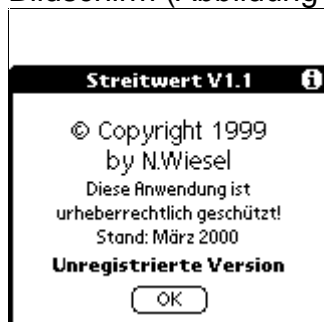 Bildschirm (Abbildung
Streitwert V1.1
© Copyright 1999
by N.Wiesel
Diese Anwendung ist
urheberrechtlich geschützt!
Stand: März 2000
Unregistrierte Version
OK